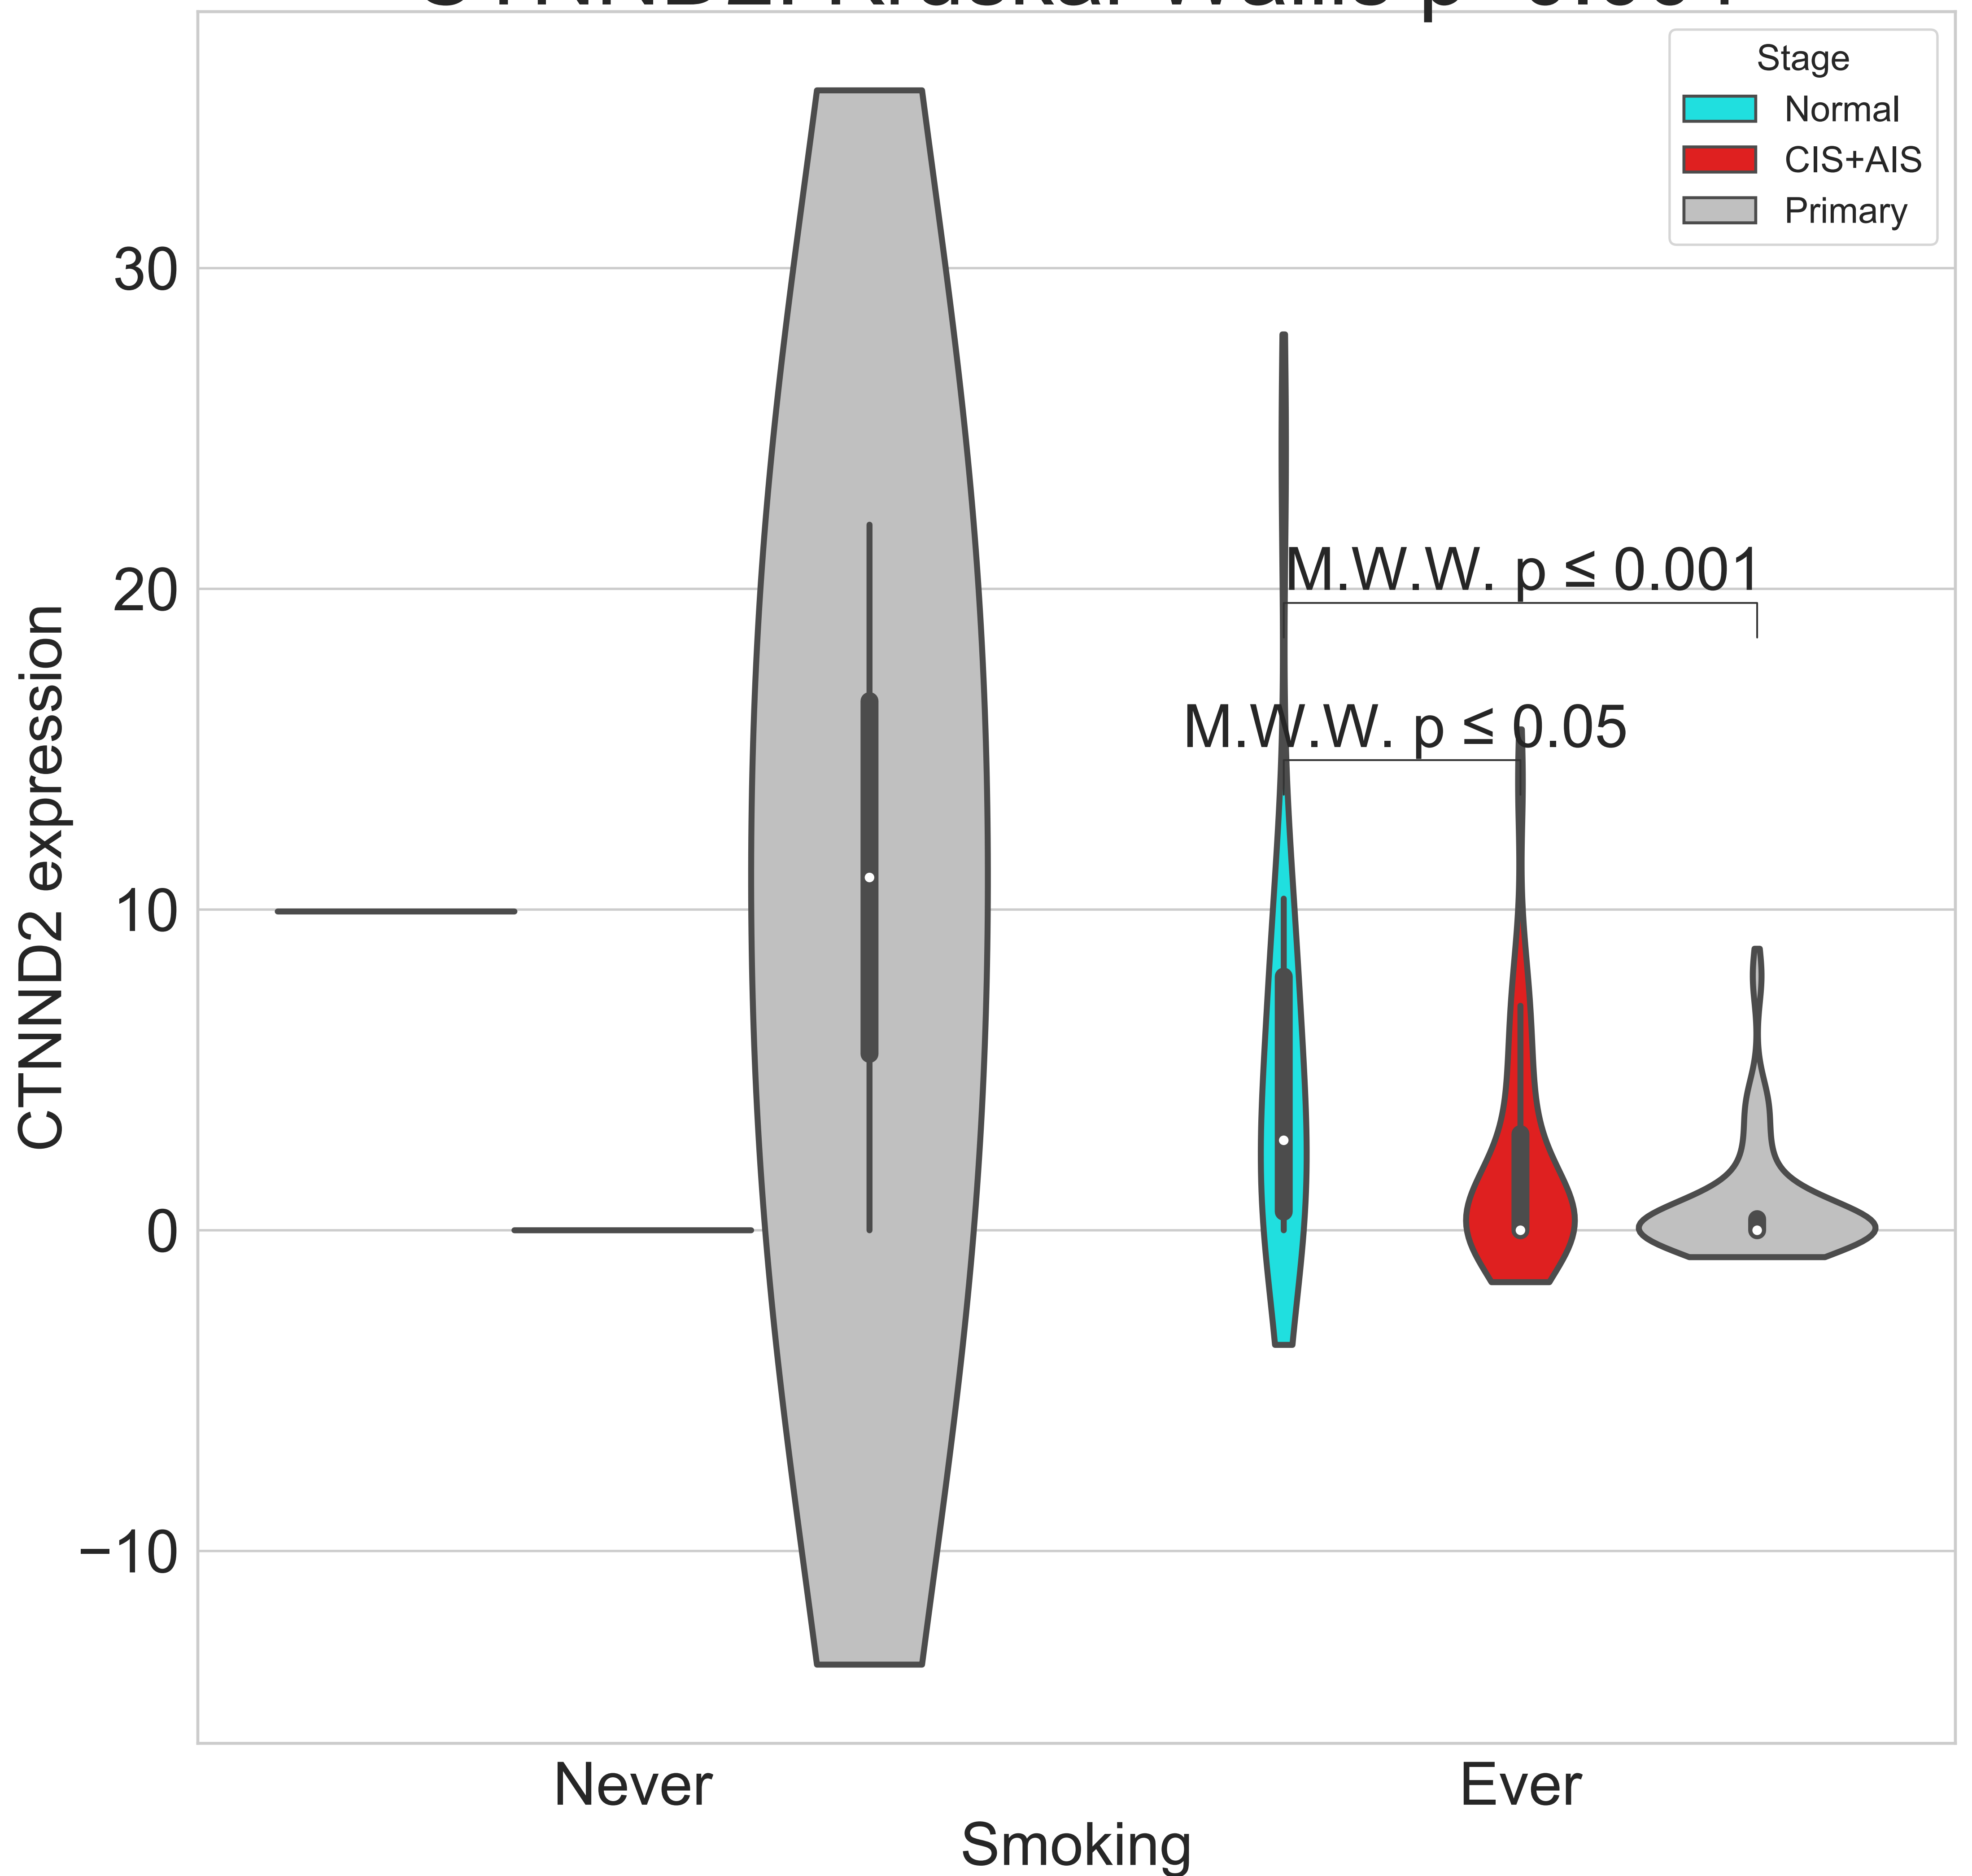 Stage
Normal
CIS+AIS
Primary
30
20
10
0
−10
CTNND2 expression
M.W.W. p ≤ 0.001
M.W.W. p ≤ 0.05
Never
Ever
Smoking